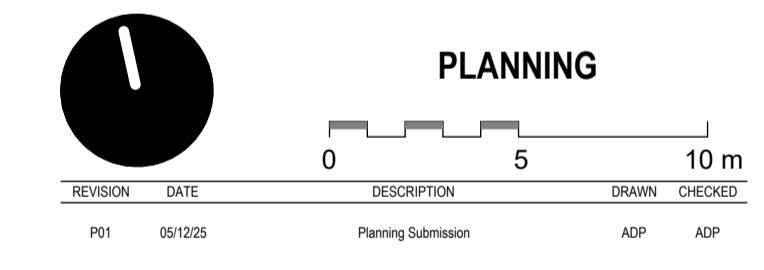 PLANNING
0 5 10 m
REVISION DATE DESCRIPTION DRAWN CHECKED
P01 05/12/25 Planning Submission ADP ADP